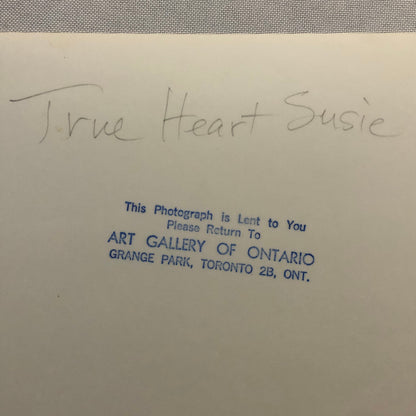 True Heart Susie
This Photograph is Lent to You
Please Return To
ART GALLERY OF ONTARIO
GRANGE PARK, TORONTO 2B, ONT.